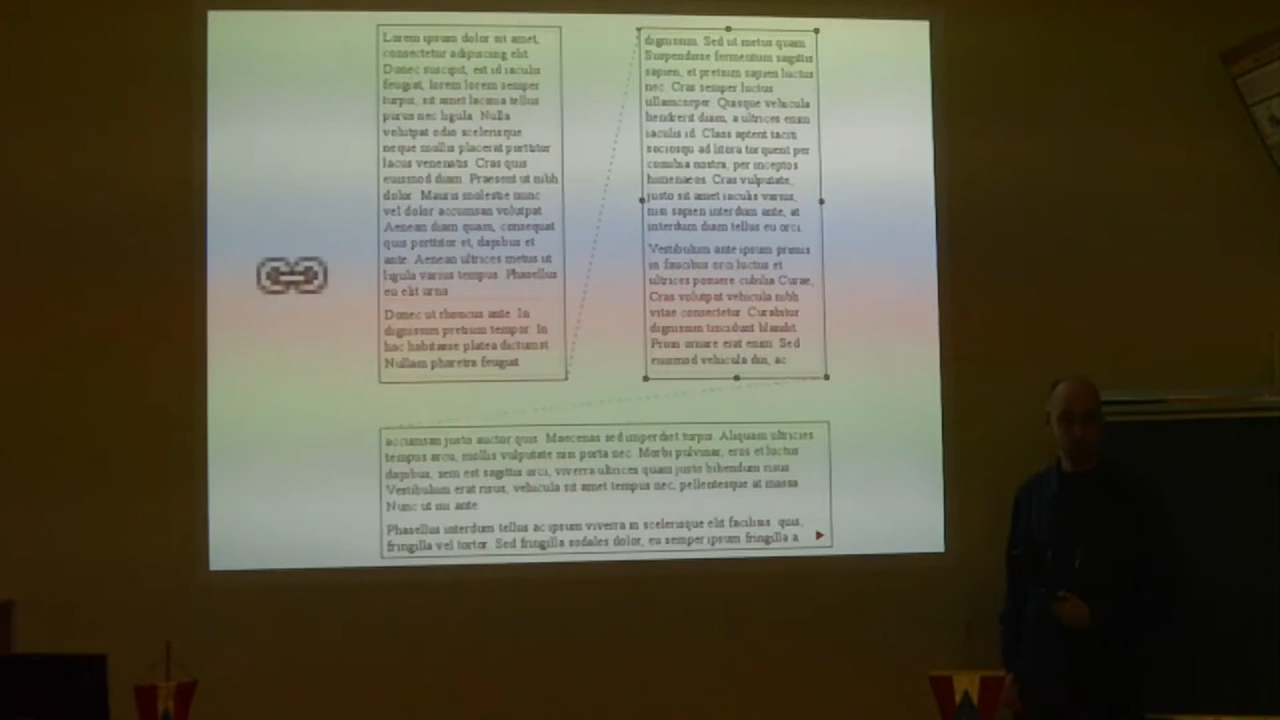 Lorem ipsum dolor sit amet,
consectetur adipiscing elit.
Donec suscipit, est id iaculis
feugiat, lorem lorem semper
turpis, sit amet lacinia tellus
purus nec ligula. Nulla
volutpat odio scelerisque
neque mollis placerat porttitor
lacus venenatis. Cras quis
euismod diam. Praesent ut nibh
dolor. Mauris molestie nunc
vel dolor accumsan volutpat.
Aenean diam quam, consequat
quis porttitor et, dapibus et
ante. Aenean ultrices metus ut
ligula varius tempus. Phasellus
eu elit urna.
Donec ut rhoncus ante. In
dignissim pretium tempor. In
hac habitasse platea dictumst.
Nullam pharetra feugiat
dignissim. Sed ut metus quam.
Suspendisse fermentum sagittis
sapien, et pretium sapien luctus
nec. Cras semper luctus
ullamcorper. Quisque vehicula
hendrerit diam, a ultrices enim
iaculis id. Class aptent taciti
sociosqu ad litora torquent per
conubia nostra, per inceptos
himenaeos. Cras vulputate,
justo sit amet iaculis varius,
nisi sapien interdum ante, at
interdum diam tellus eu orci.
Vestibulum ante ipsum primis
in faucibus orci luctus et
ultrices posuere cubilia Curae;
Cras volutpat vehicula nibh
vitae consectetur. Curabitur
dignissim tincidunt blandit.
Proin ornare erat enim. Sed
euismod vehicula dui, ac
accumsan justo auctor quis. Maecenas sed imperdiet turpis. Aliquam ultricies
tempus arcu, mollis vulputate nisi porta nec. Morbi pulvinar, eros et luctus
dapibus, sem est sagittis orci, viverra ultrices quam justo bibendum risus.
Vestibulum erat risus, vehicula sit amet tempus nec, pellentesque at massa.
Nunc ut mi ante.
Phasellus interdum tellus ac ipsum viverra in scelerisque elit facilisis. quis,
fringilla vel tortor. Sed fringilla sodales dolor, eu semper ipsum fringilla a.